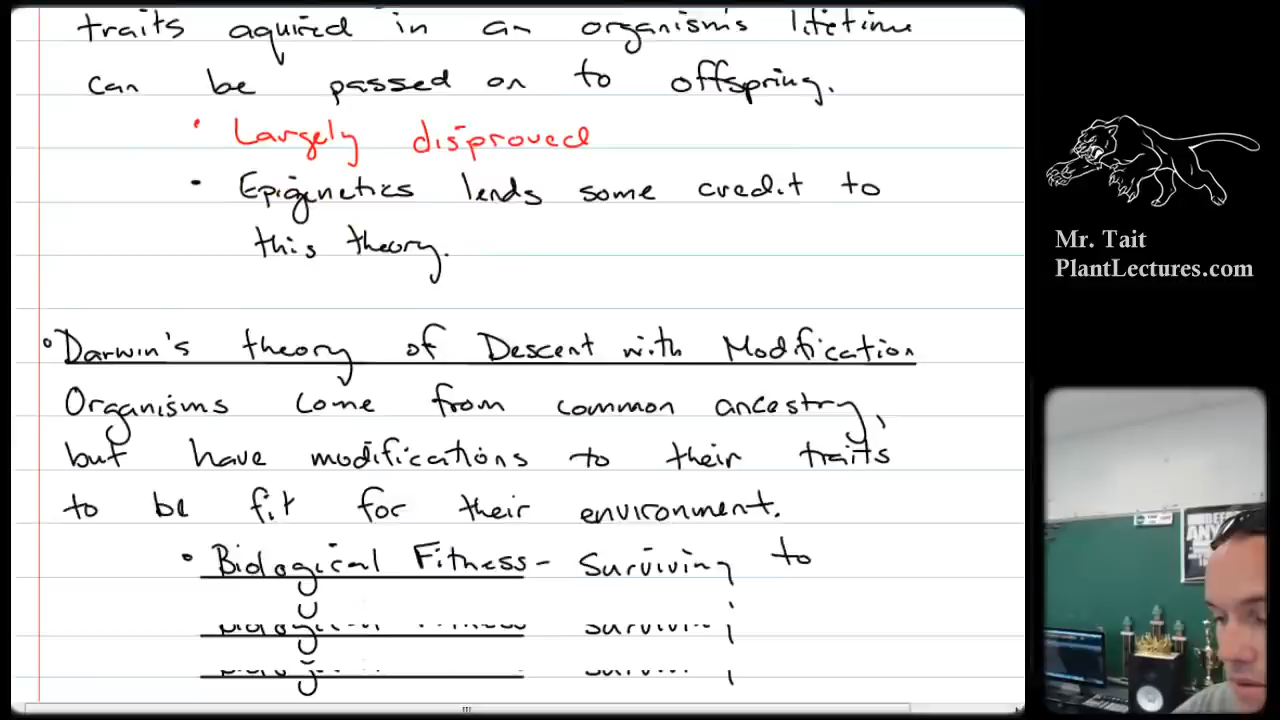 traits aquired in an organism's lifetime
can be passed on to offspring.
• Largely disproved
• Epigenetics lends some credit to
this theory.
• Darwin's theory of Descent with Modification
Organisms come from common ancestry,
but have modifications to their traits
to be fit for their environment.
• Biological Fitness - Surviving to
Mr. Tait
PlantLectures.com